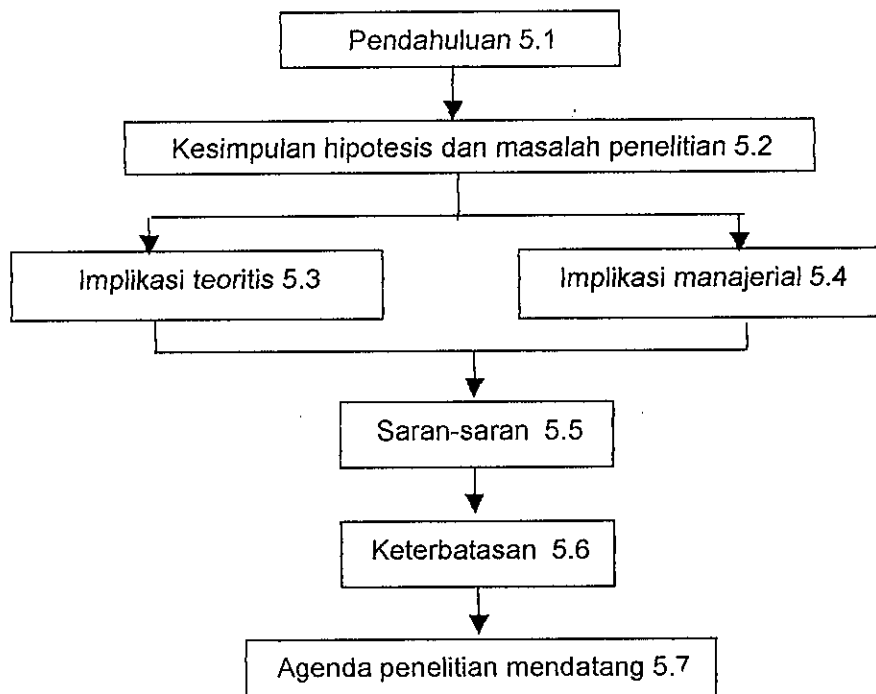 Pendahuluan 5.1
Kesimpulan hipotesis dan masalah penelitian 5.2
Implikasi teoritis 5.3
Implikasi manajerial 5.4
Saran-saran 5.5
Keterbatasan 5.6
Agenda penelitian mendatang 5.7